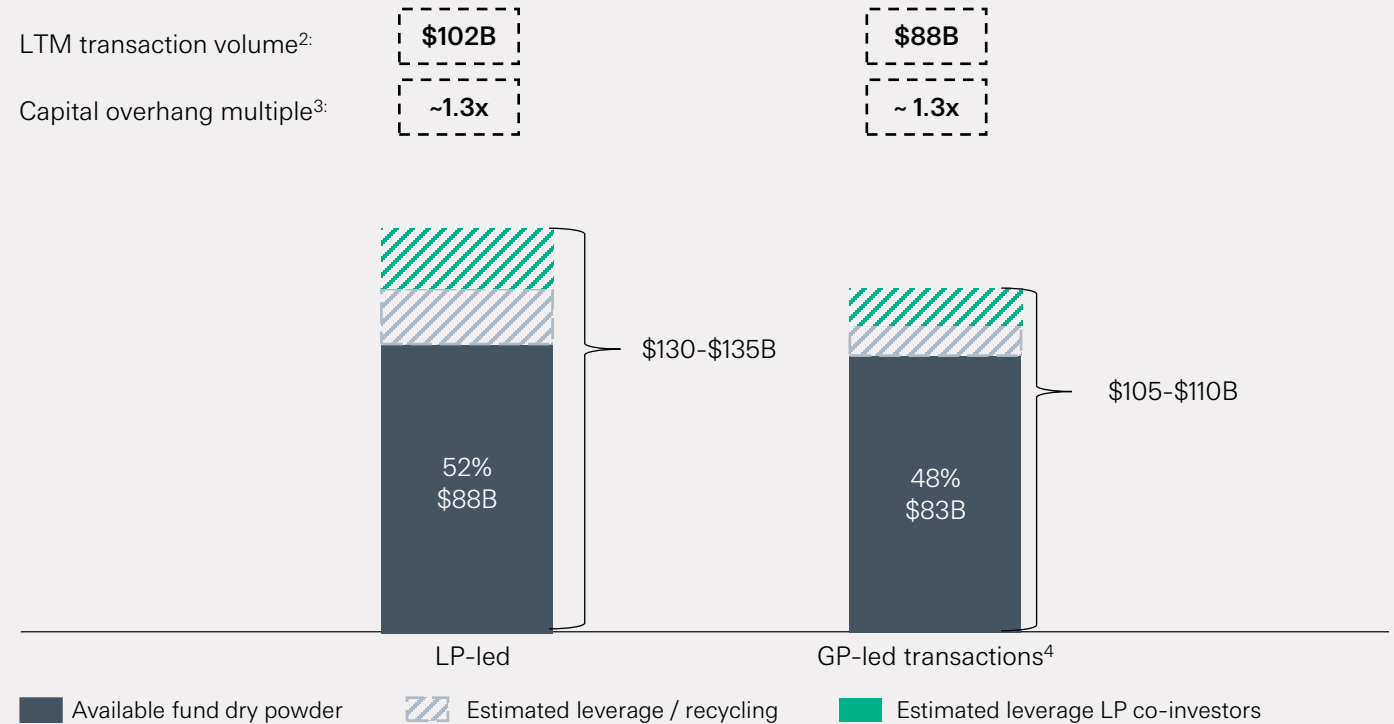 LTM transaction volume2: $102B $88B
Capital overhang multiple3: ~1.3x ~ 1.3x
$130-$135B
$105-$110B
52%
$88B
48%
$83B
LP-led GP-led transactions4
Available fund dry powder Estimated leverage / recycling Estimated leverage LP co-investors